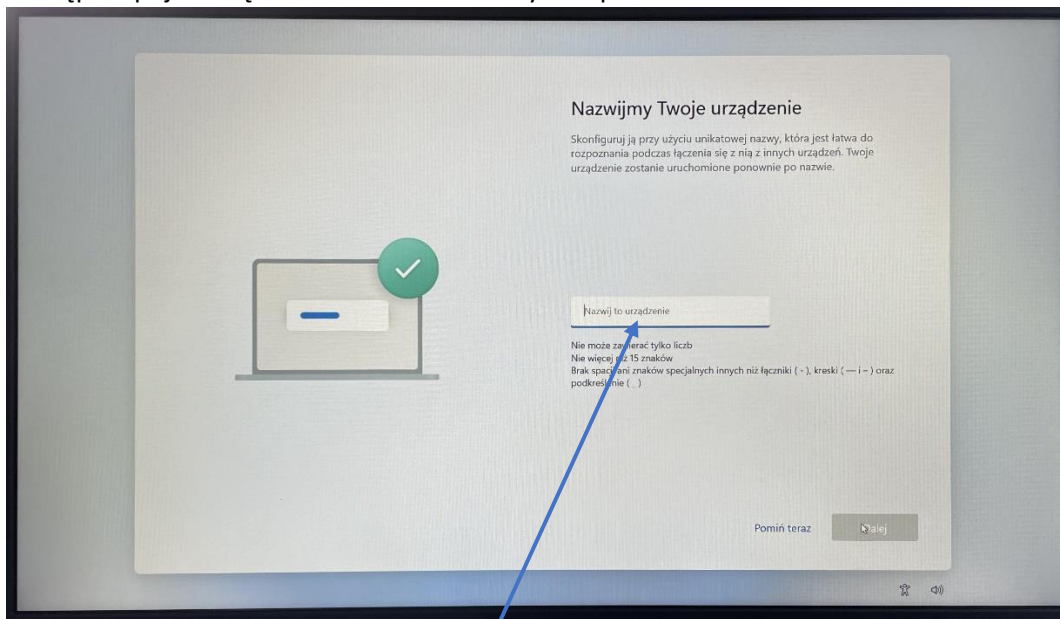 Nazwijmy Twoje urządzenie
Skonfiguruj ją przy użyciu unikatowej nazwy, która jest łatwa do
rozpoznania podczas łączenia się z nią z innych urządzeń. Twoje
urządzenie zostanie uruchomione ponownie po nazwie.
Nazwij to urządzenie
Nie może zawierać tylko liczb
Nie więcej niż 15 znaków
Brak spacji ani znaków specjalnych innych niż łączniki ( - ), kreski ( — i – ) oraz
podkreślenie ( _ )
Pomiń teraz
Dalej